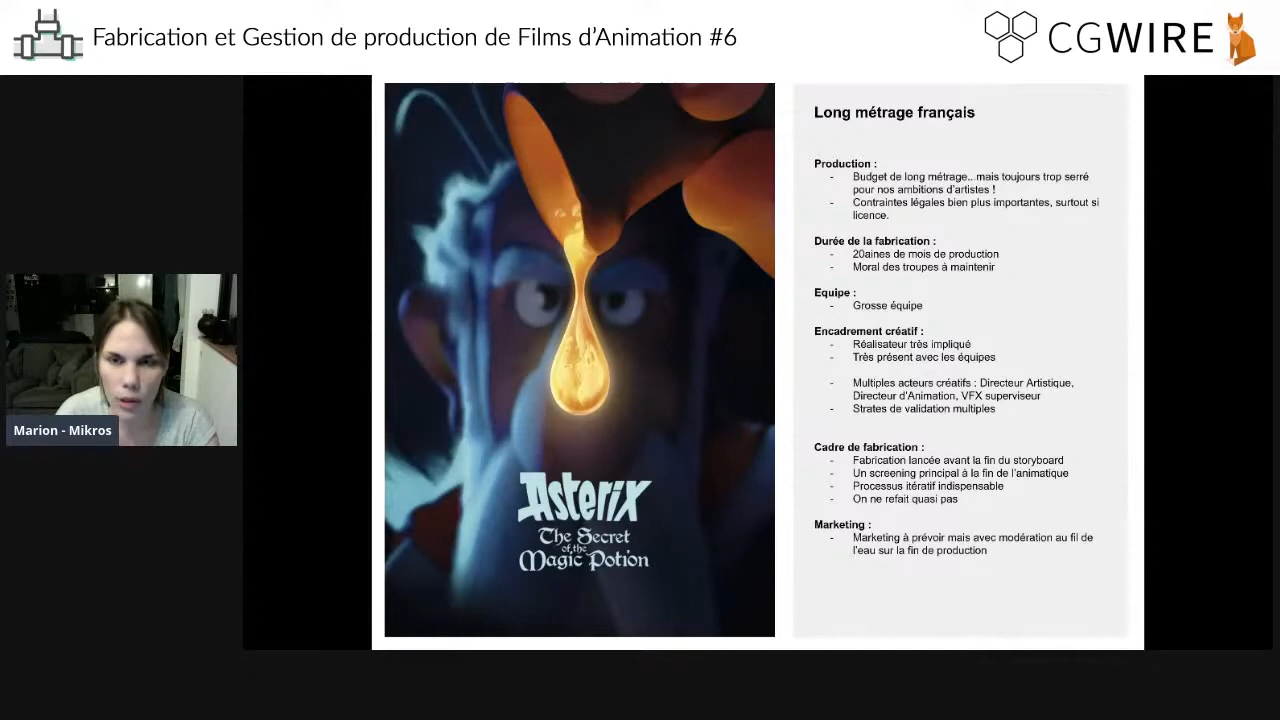 Fabrication et Gestion de production de Films d'Animation #6
CGWIRE
Long métrage français
Production :
- Budget de long métrage...mais toujours trop serré
pour nos ambitions d'artistes !
- Contraintes légales bien plus importantes, surtout si
licence.
Durée de la fabrication :
- 20aines de mois de production
- Moral des troupes à maintenir
Equipe :
- Grosse équipe
Encadrement créatif :
- Réalisateur très impliqué
- Très présent avec les équipes
- Multiples acteurs créatifs : Directeur Artistique,
Directeur d'Animation, VFX superviseur
- Strates de validation multiples
Cadre de fabrication :
- Fabrication lancée avant la fin du storyboard
- Un screening principal à la fin de l'animatique
- Processus itératif indispensable
- On ne refait quasi pas
Marketing :
- Marketing à prévoir mais avec modération au fil de
l'eau sur la fin de production
Asterix
The Secret
of the
Magic Potion
Marion - Mikros